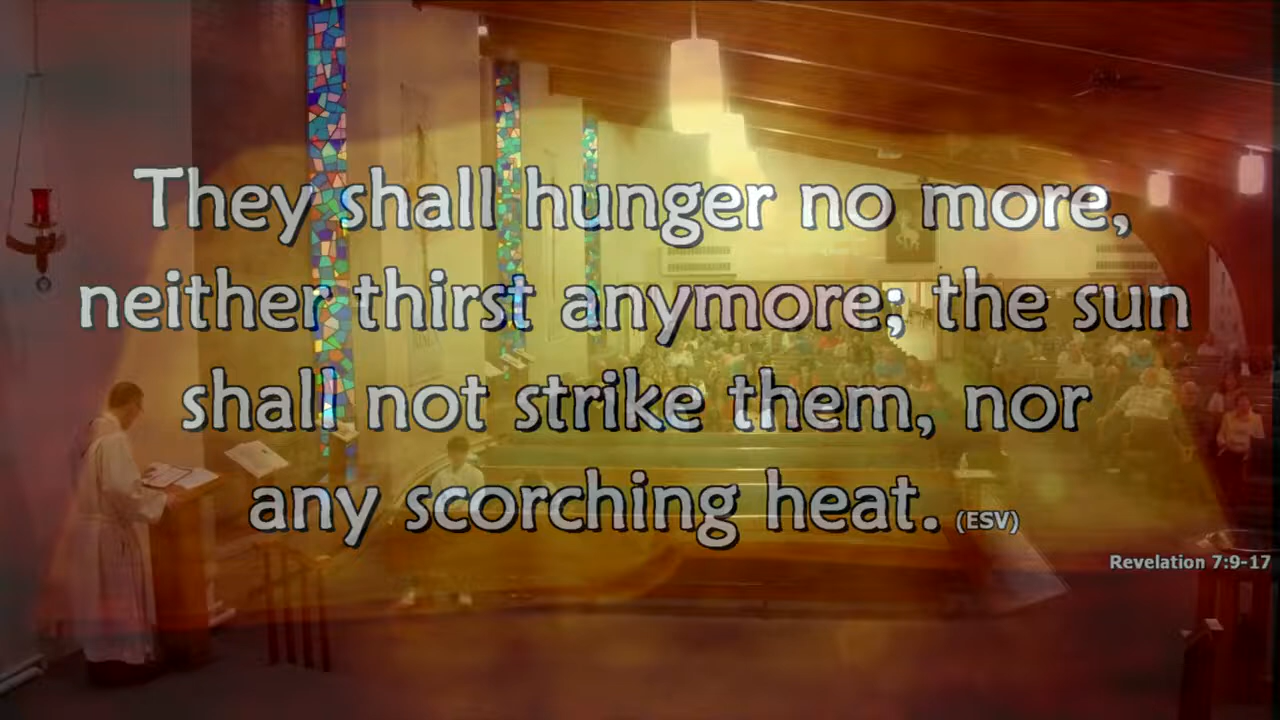 They shall hunger no more,
neither thirst anymore; the sun
shall not strike them, nor
any scorching heat. (ESV)
Revelation 7:9-17